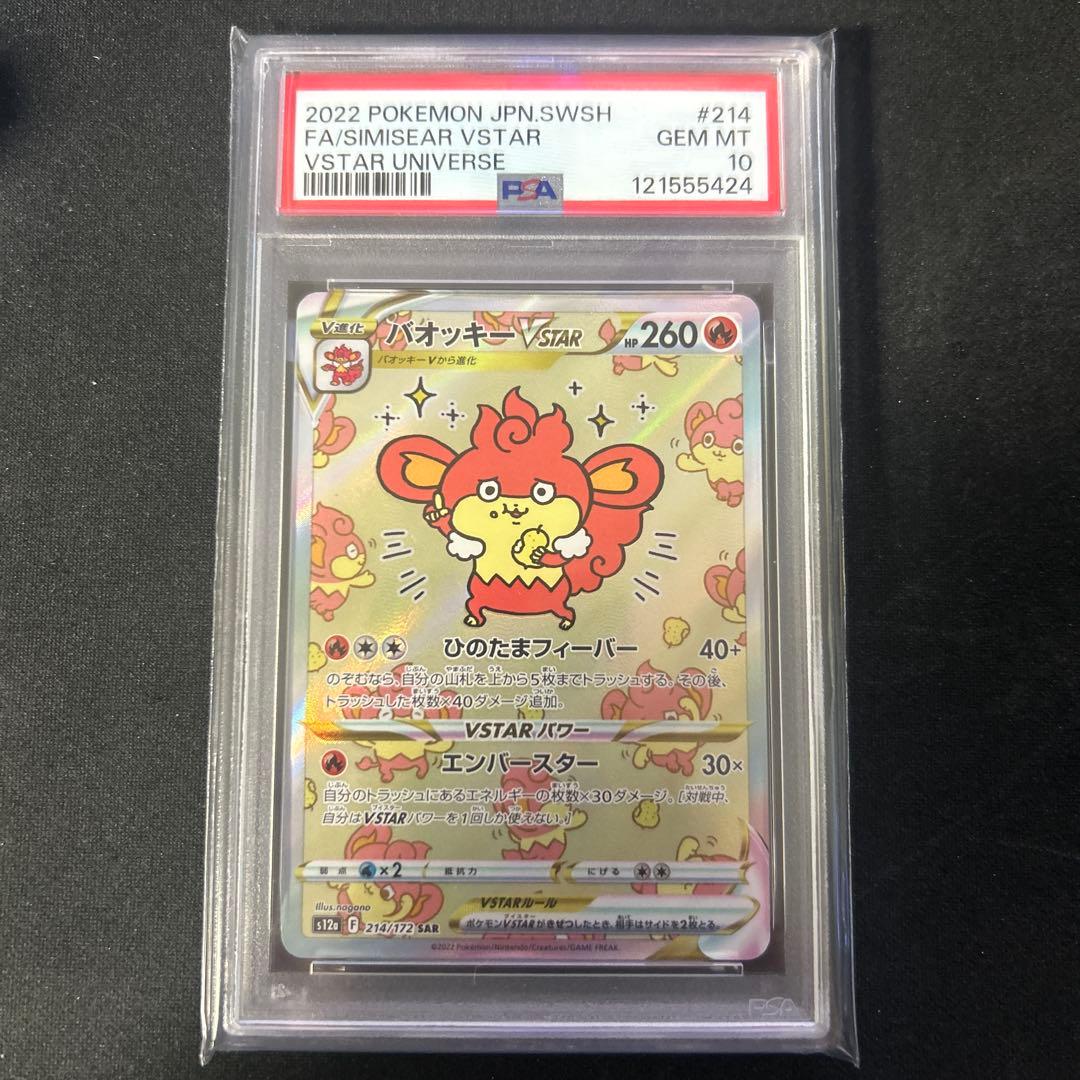 2022 POKEMON JPN.SWSH #214
FA/SIMISEAR VSTAR GEM MT
VSTAR UNIVERSE 10
PSA 121555424
V進化
バオッキー VSTAR HP 260
バオッキーVから進化
ひのたまフィーバー 40+
のぞむなら、自分の山札を上から5枚までトラッシュする。その後、
トラッシュした枚数×40ダメージ追加。
VSTARパワー
エンバースター 30×
自分のトラッシュにあるエネルギーの枚数×30ダメージ。[対戦中、
自分はVSTARパワーを1回しか使えない。]
弱点 ×2 抵抗力 にげる
VSTARルール
ポケモンVSTARがきぜつしたとき、相手はサイドを2枚とる。
Illus.nagano
s12a F 214/172 SAR
©2022 Pokémon/Nintendo/Creatures/GAME FREAK.
PSA